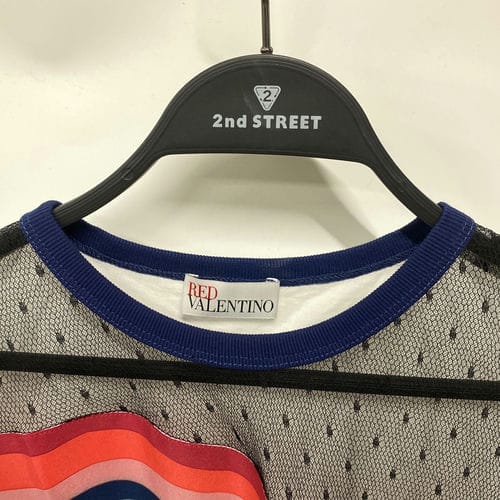 2
2nd STREET
RED
VALENTINO